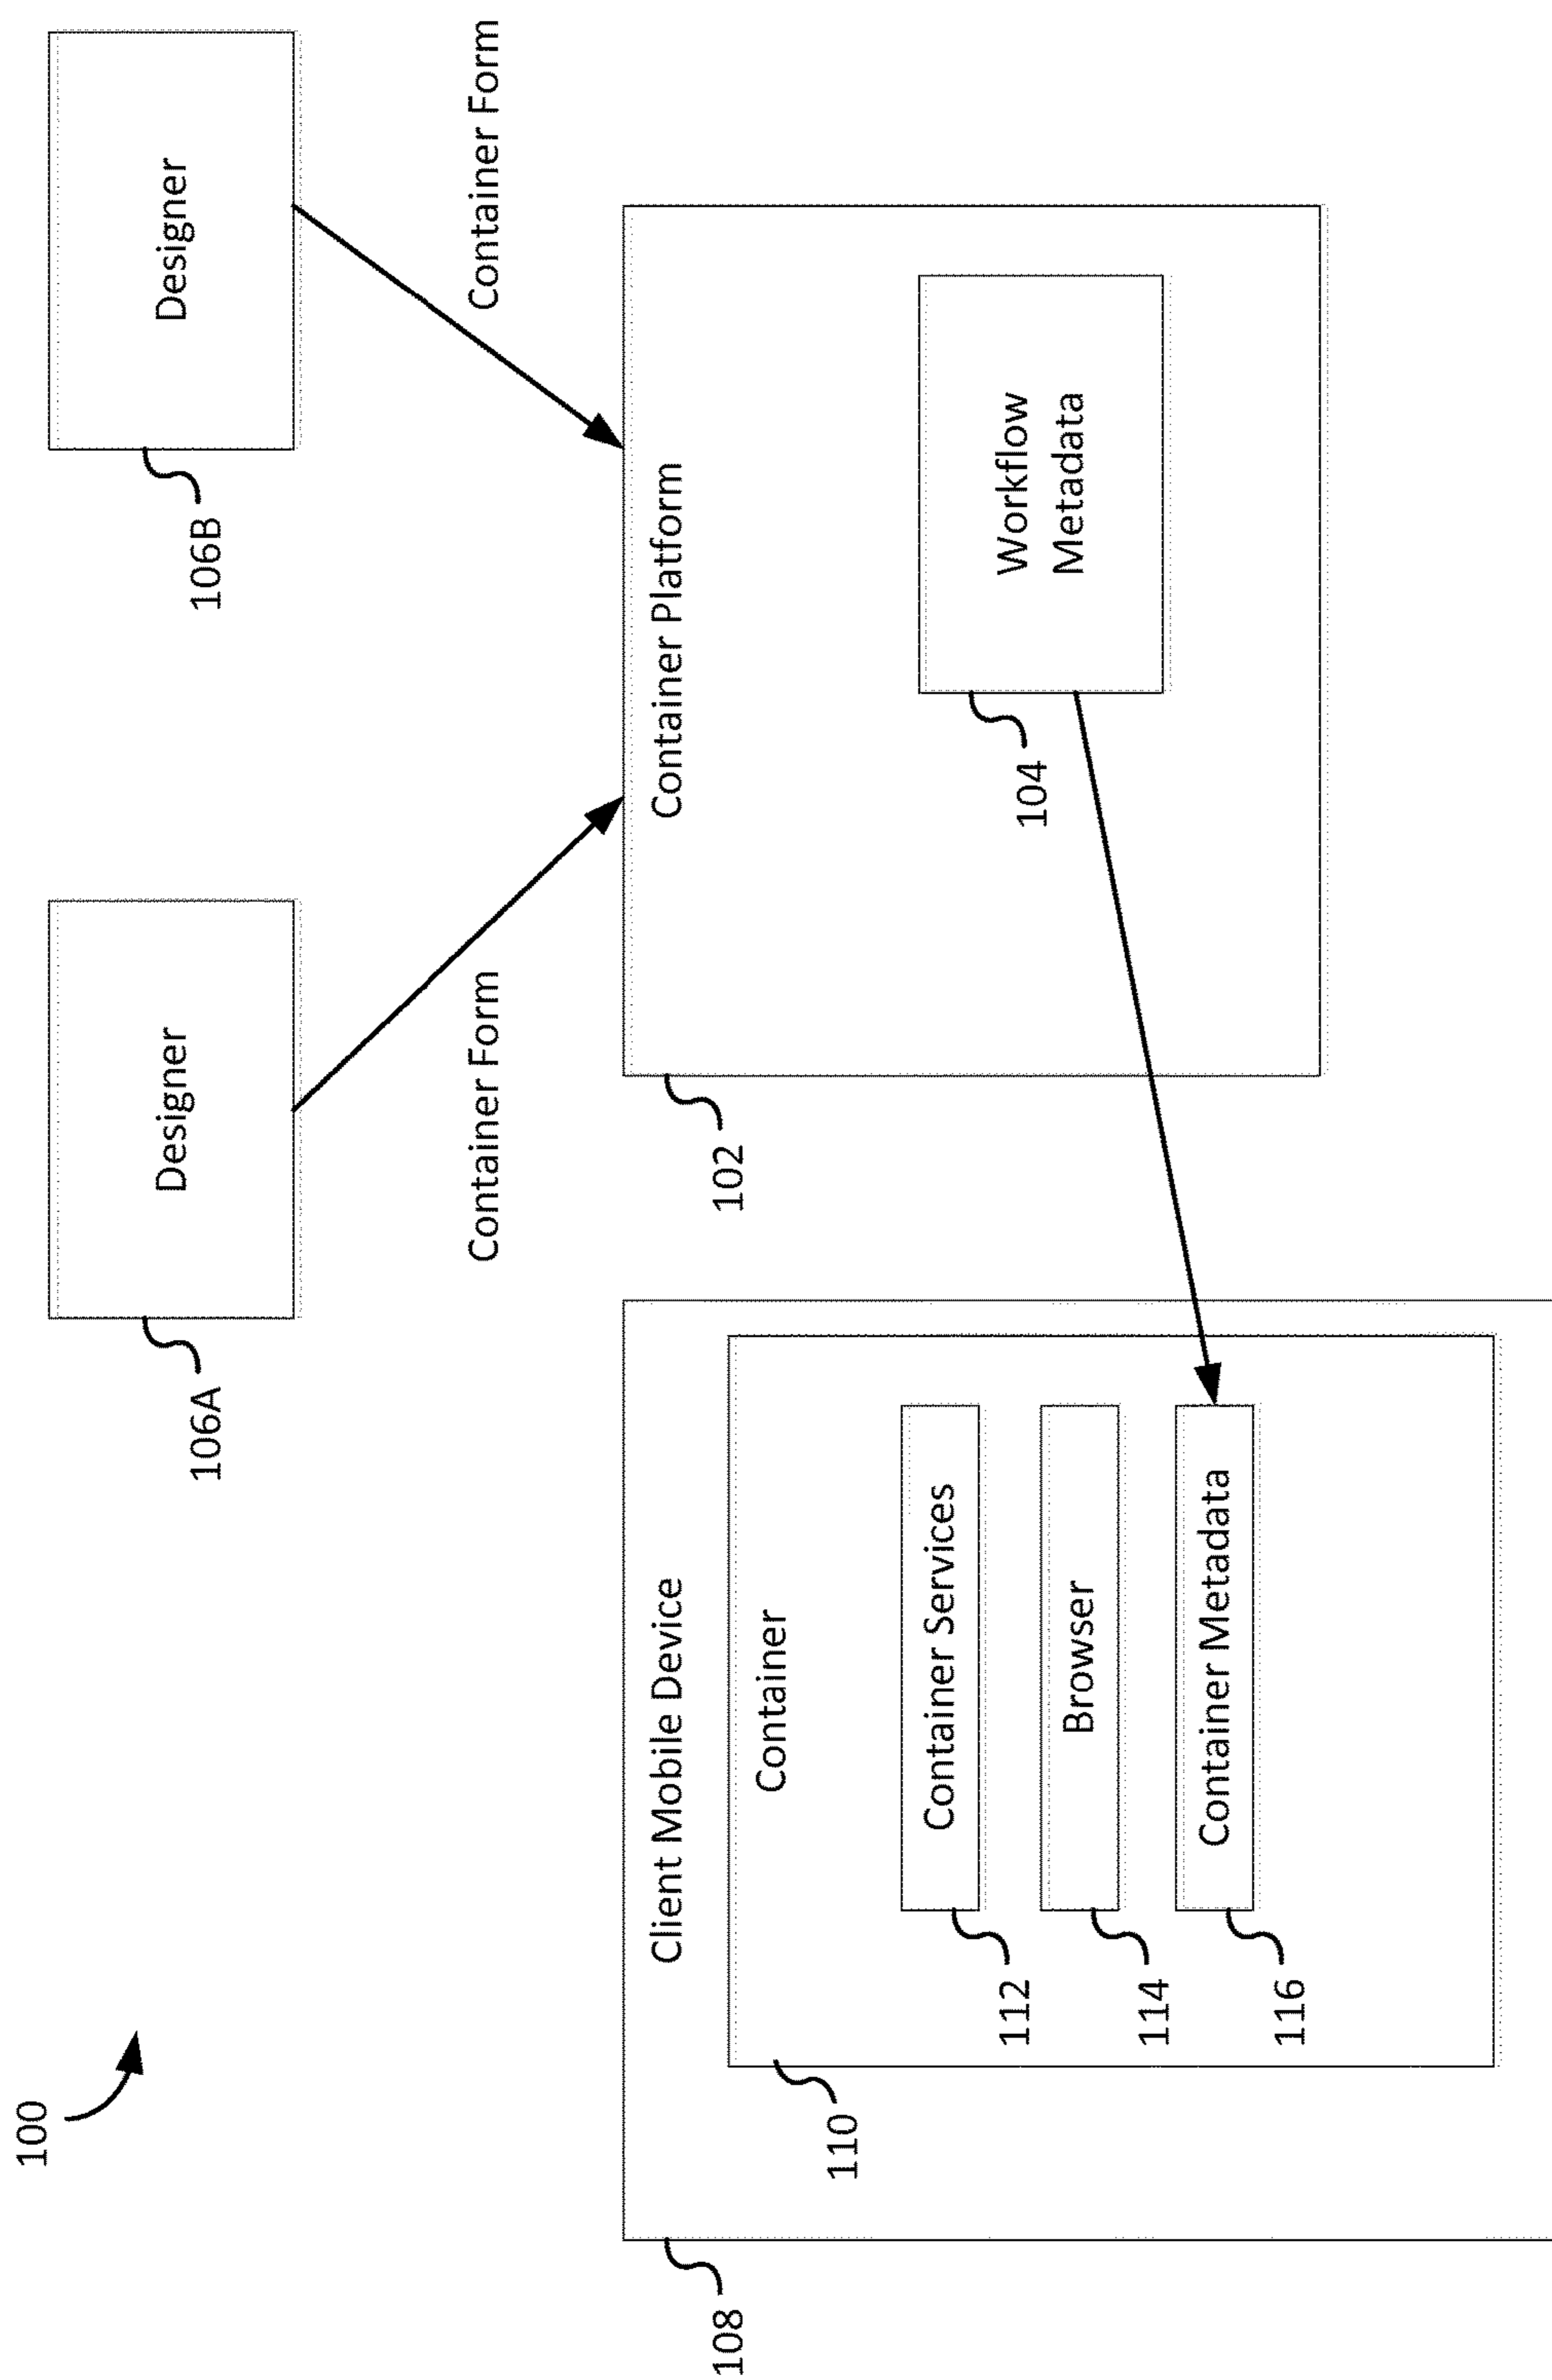 100
106A
Designer
106B
Designer
Container Form
Container Form
108
Client Mobile Device
110
Container
112
Container Services
114
Browser
116
Container Metadata
102
Container Platform
104
Workflow
Metadata